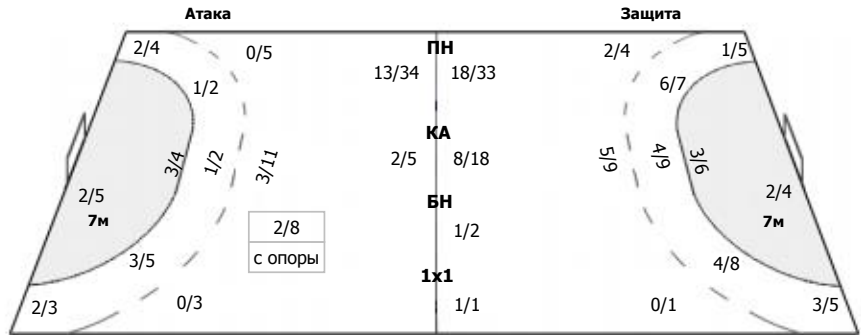 Атака Защита
2/4 0/5 ПН 2/4 1/5
13/34 18/33
1/2 6/7
КА
3/4 1/2 3/11 2/5 8/18 5/9 4/9 3/6
2/5 БН 2/4
7м 7м
2/8 1/2
с опоры
3/5 4/8
1x1
2/3 0/3 1/1 0/1 3/5